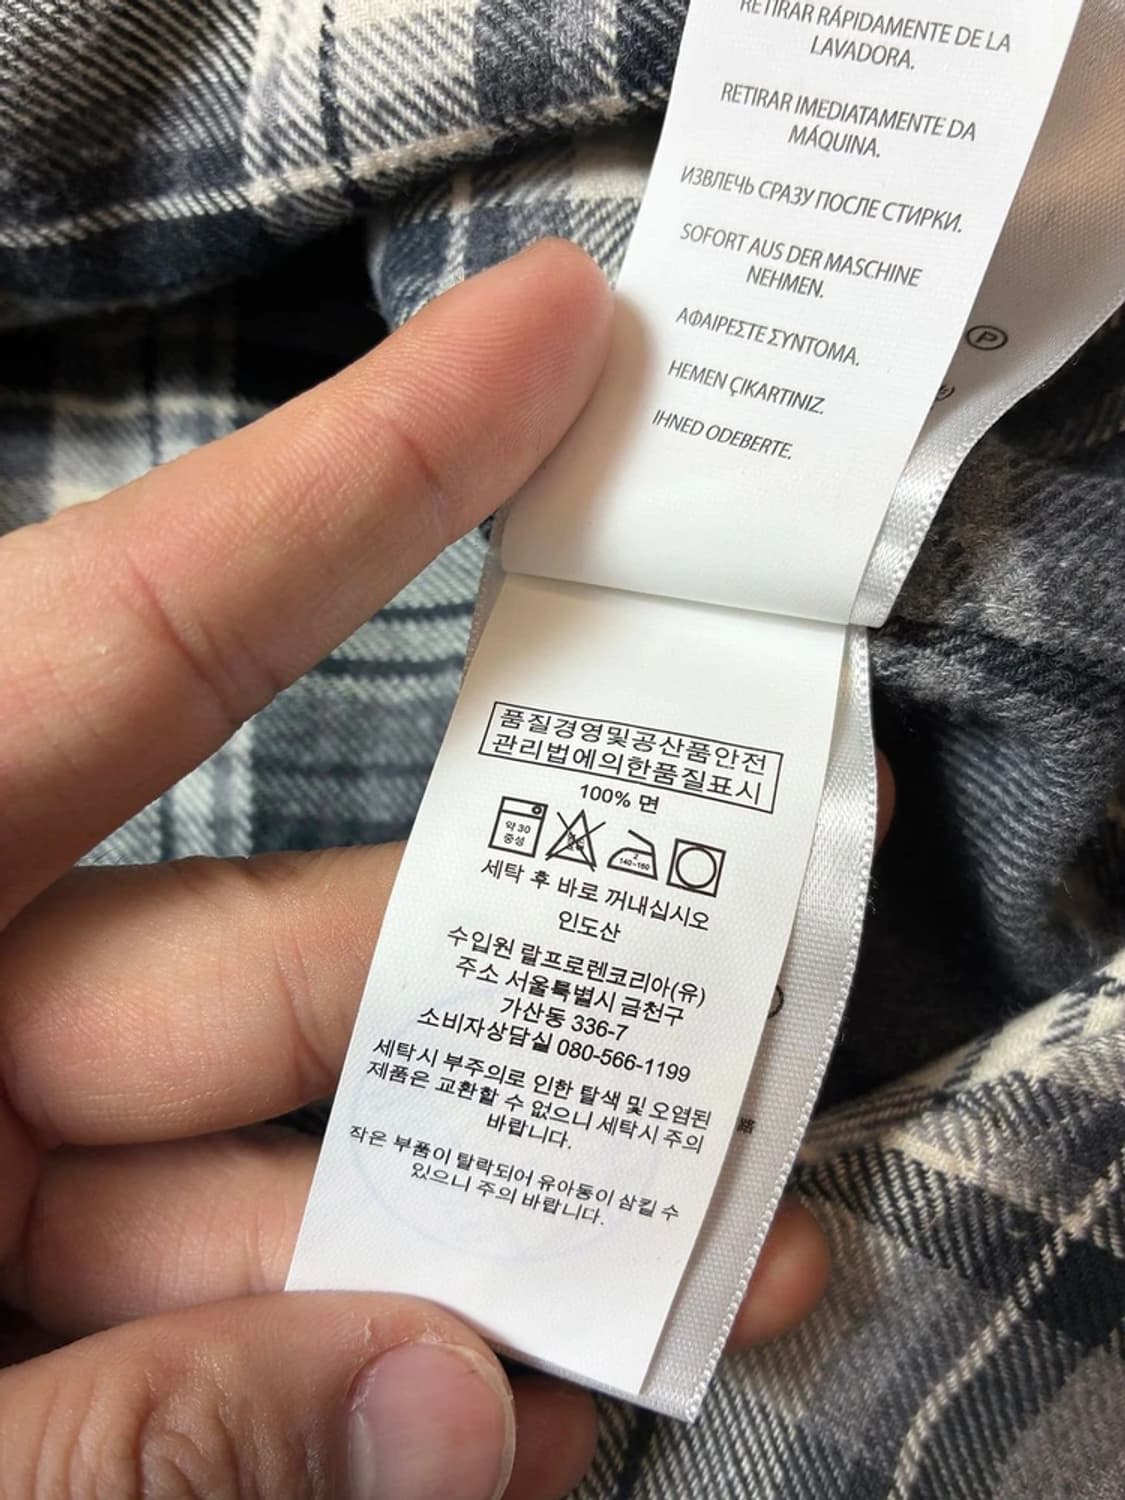 RETIRAR RÁPIDAMENTE DE LA
LAVADORA.
RETIRAR IMEDIATAMENTE DA
MÁQUINA.
ИЗВЛЕЧЬ СРАЗУ ПОСЛЕ СТИРКИ.
SOFORT AUS DER MASCHINE
NEHMEN.
ΑΦΑΙΡΕΣΤΕ ΣΥΝΤΟΜΑ.
HEMEN ÇIKARTINIZ.
IHNED ODEBERTE.
P
품질경영및공산품안전
관리법에의한품질표시
100% 면
약 30
중성
2
140~160
세탁 후 바로 꺼내십시오
인도산
수입원 랄프로렌코리아(유)
주소 서울특별시 금천구
가산동 336-7
소비자상담실 080-566-1199
세탁시 부주의로 인한 탈색 및 오염된
제품은 교환할 수 없으니 세탁시 주의
바랍니다.
작은 부품이 탈락되어 유아동이 삼킬 수
있으니 주의 바랍니다.